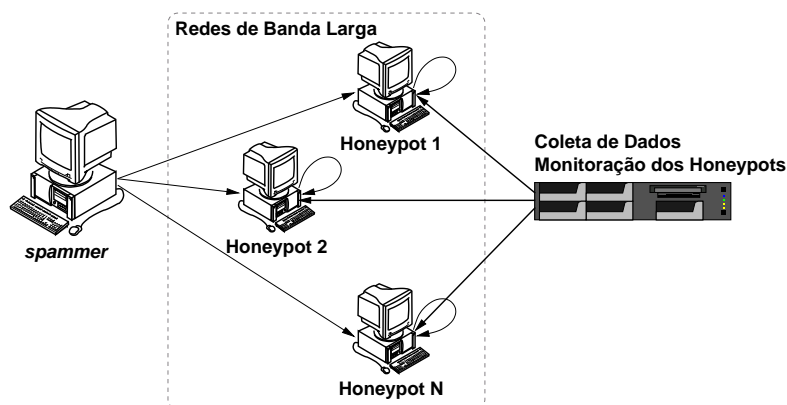 Redes de Banda Larga
Honeypot 1
Coleta de Dados
Monitoração dos Honeypots
spammer
Honeypot 2
Honeypot N